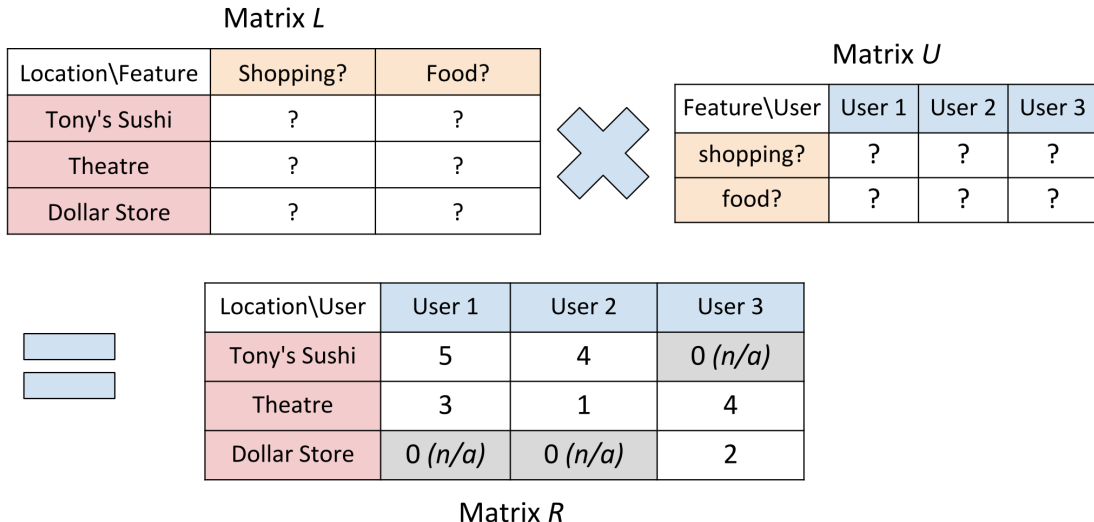 Matrix L
Location\Feature Shopping? Food?
Tony's Sushi ? ?
Theatre ? ?
Dollar Store ? ?
Matrix U
Feature\User User 1 User 2 User 3
shopping? ? ? ?
food? ? ? ?
Location\User User 1 User 2 User 3
Tony's Sushi 5 4 0 (n/a)
Theatre 3 1 4
Dollar Store 0 (n/a) 0 (n/a) 2
Matrix R